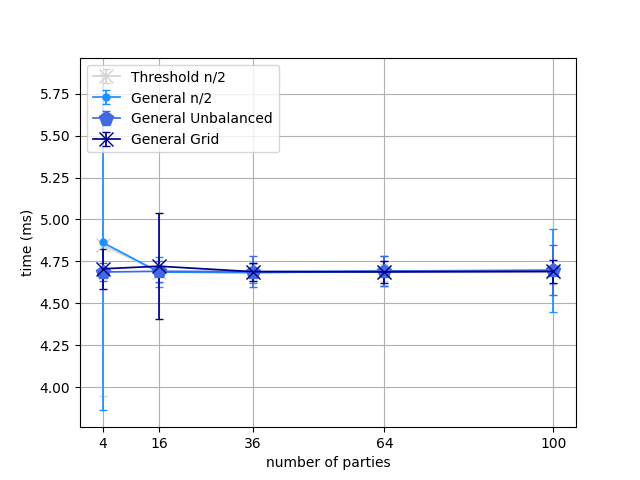 Threshold n/2
General n/2
General Unbalanced
General Grid
5.75
5.50
5.25
5.00
4.75
4.50
4.25
4.00
time (ms)
4 16 36 64 100
number of parties